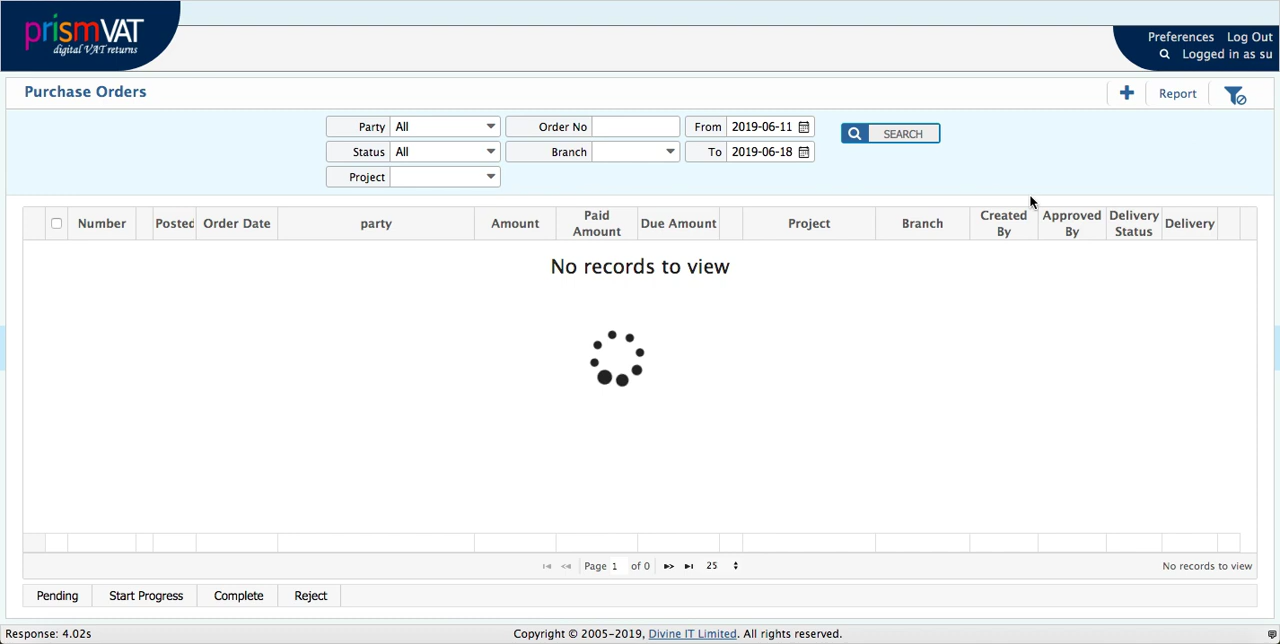 prismVAT
digital VAT returns
Preferences Log Out
Logged in as su
Purchase Orders
Report
Party All Order No From 2019-06-11 SEARCH
Status All Branch To 2019-06-18
Project
Number Posted Order Date party Amount Paid Amount Due Amount Project Branch Created By Approved By Delivery Status Delivery
No records to view
Page 1 of 0 25 No records to view
Pending Start Progress Complete Reject
Response: 4.02s Copyright © 2005-2019, Divine IT Limited. All rights reserved.